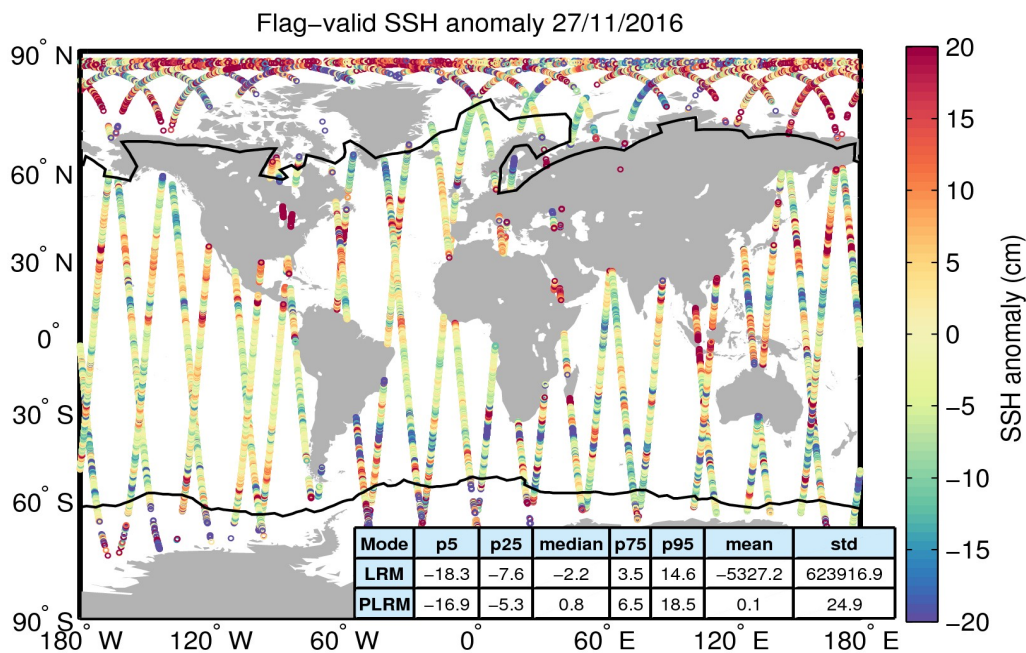 Flag−valid SSH anomaly 27/11/2016
90° N
60° N
30° N
0°
30° S
60° S
90° S
180° W
120° W
60° W
0°
60° E
120° E
180° E
Mode p5 p25 median p75 p95 mean std
LRM −18.3 −7.6 −2.2 3.5 14.6 −5327.2 623916.9
PLRM −16.9 −5.3 0.8 6.5 18.5 0.1 24.9
20
15
10
5
0
−5
−10
−15
−20
SSH anomaly (cm)